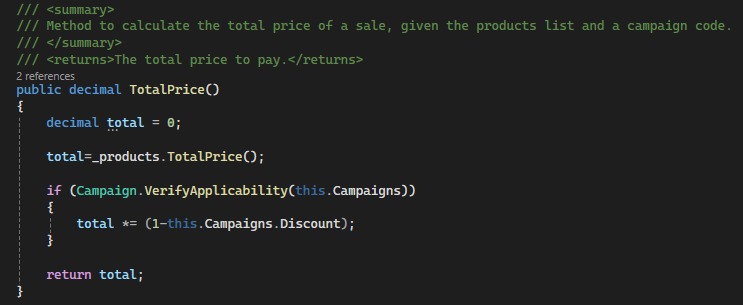 /// <summary>
/// Method to calculate the total price of a sale, given the products list and a campaign code.
/// </summary>
/// <returns>The total price to pay.</returns>
2 references
public decimal TotalPrice()
{
    decimal total = 0;
    total=_products.TotalPrice();
    if (Campaign.VerifyApplicability(this.Campaigns))
    {
        total *= (1-this.Campaigns.Discount);
    }
    return total;
}